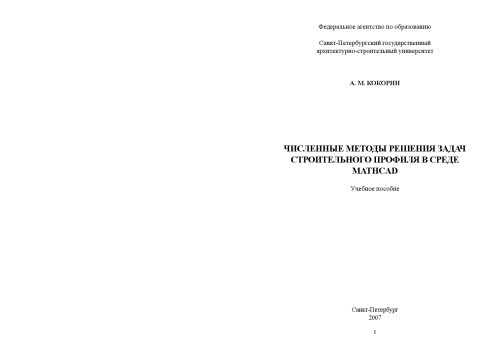 Федеральное агентство по образованию
Санкт-Петербургский государственный
архитектурно-строительный университет
А. М. КОКОРИН
ЧИСЛЕННЫЕ МЕТОДЫ РЕШЕНИЯ ЗАДАЧ
СТРОИТЕЛЬНОГО ПРОФИЛЯ В СРЕДЕ
MATHCAD
Учебное пособие
Санкт-Петербург
2007
1